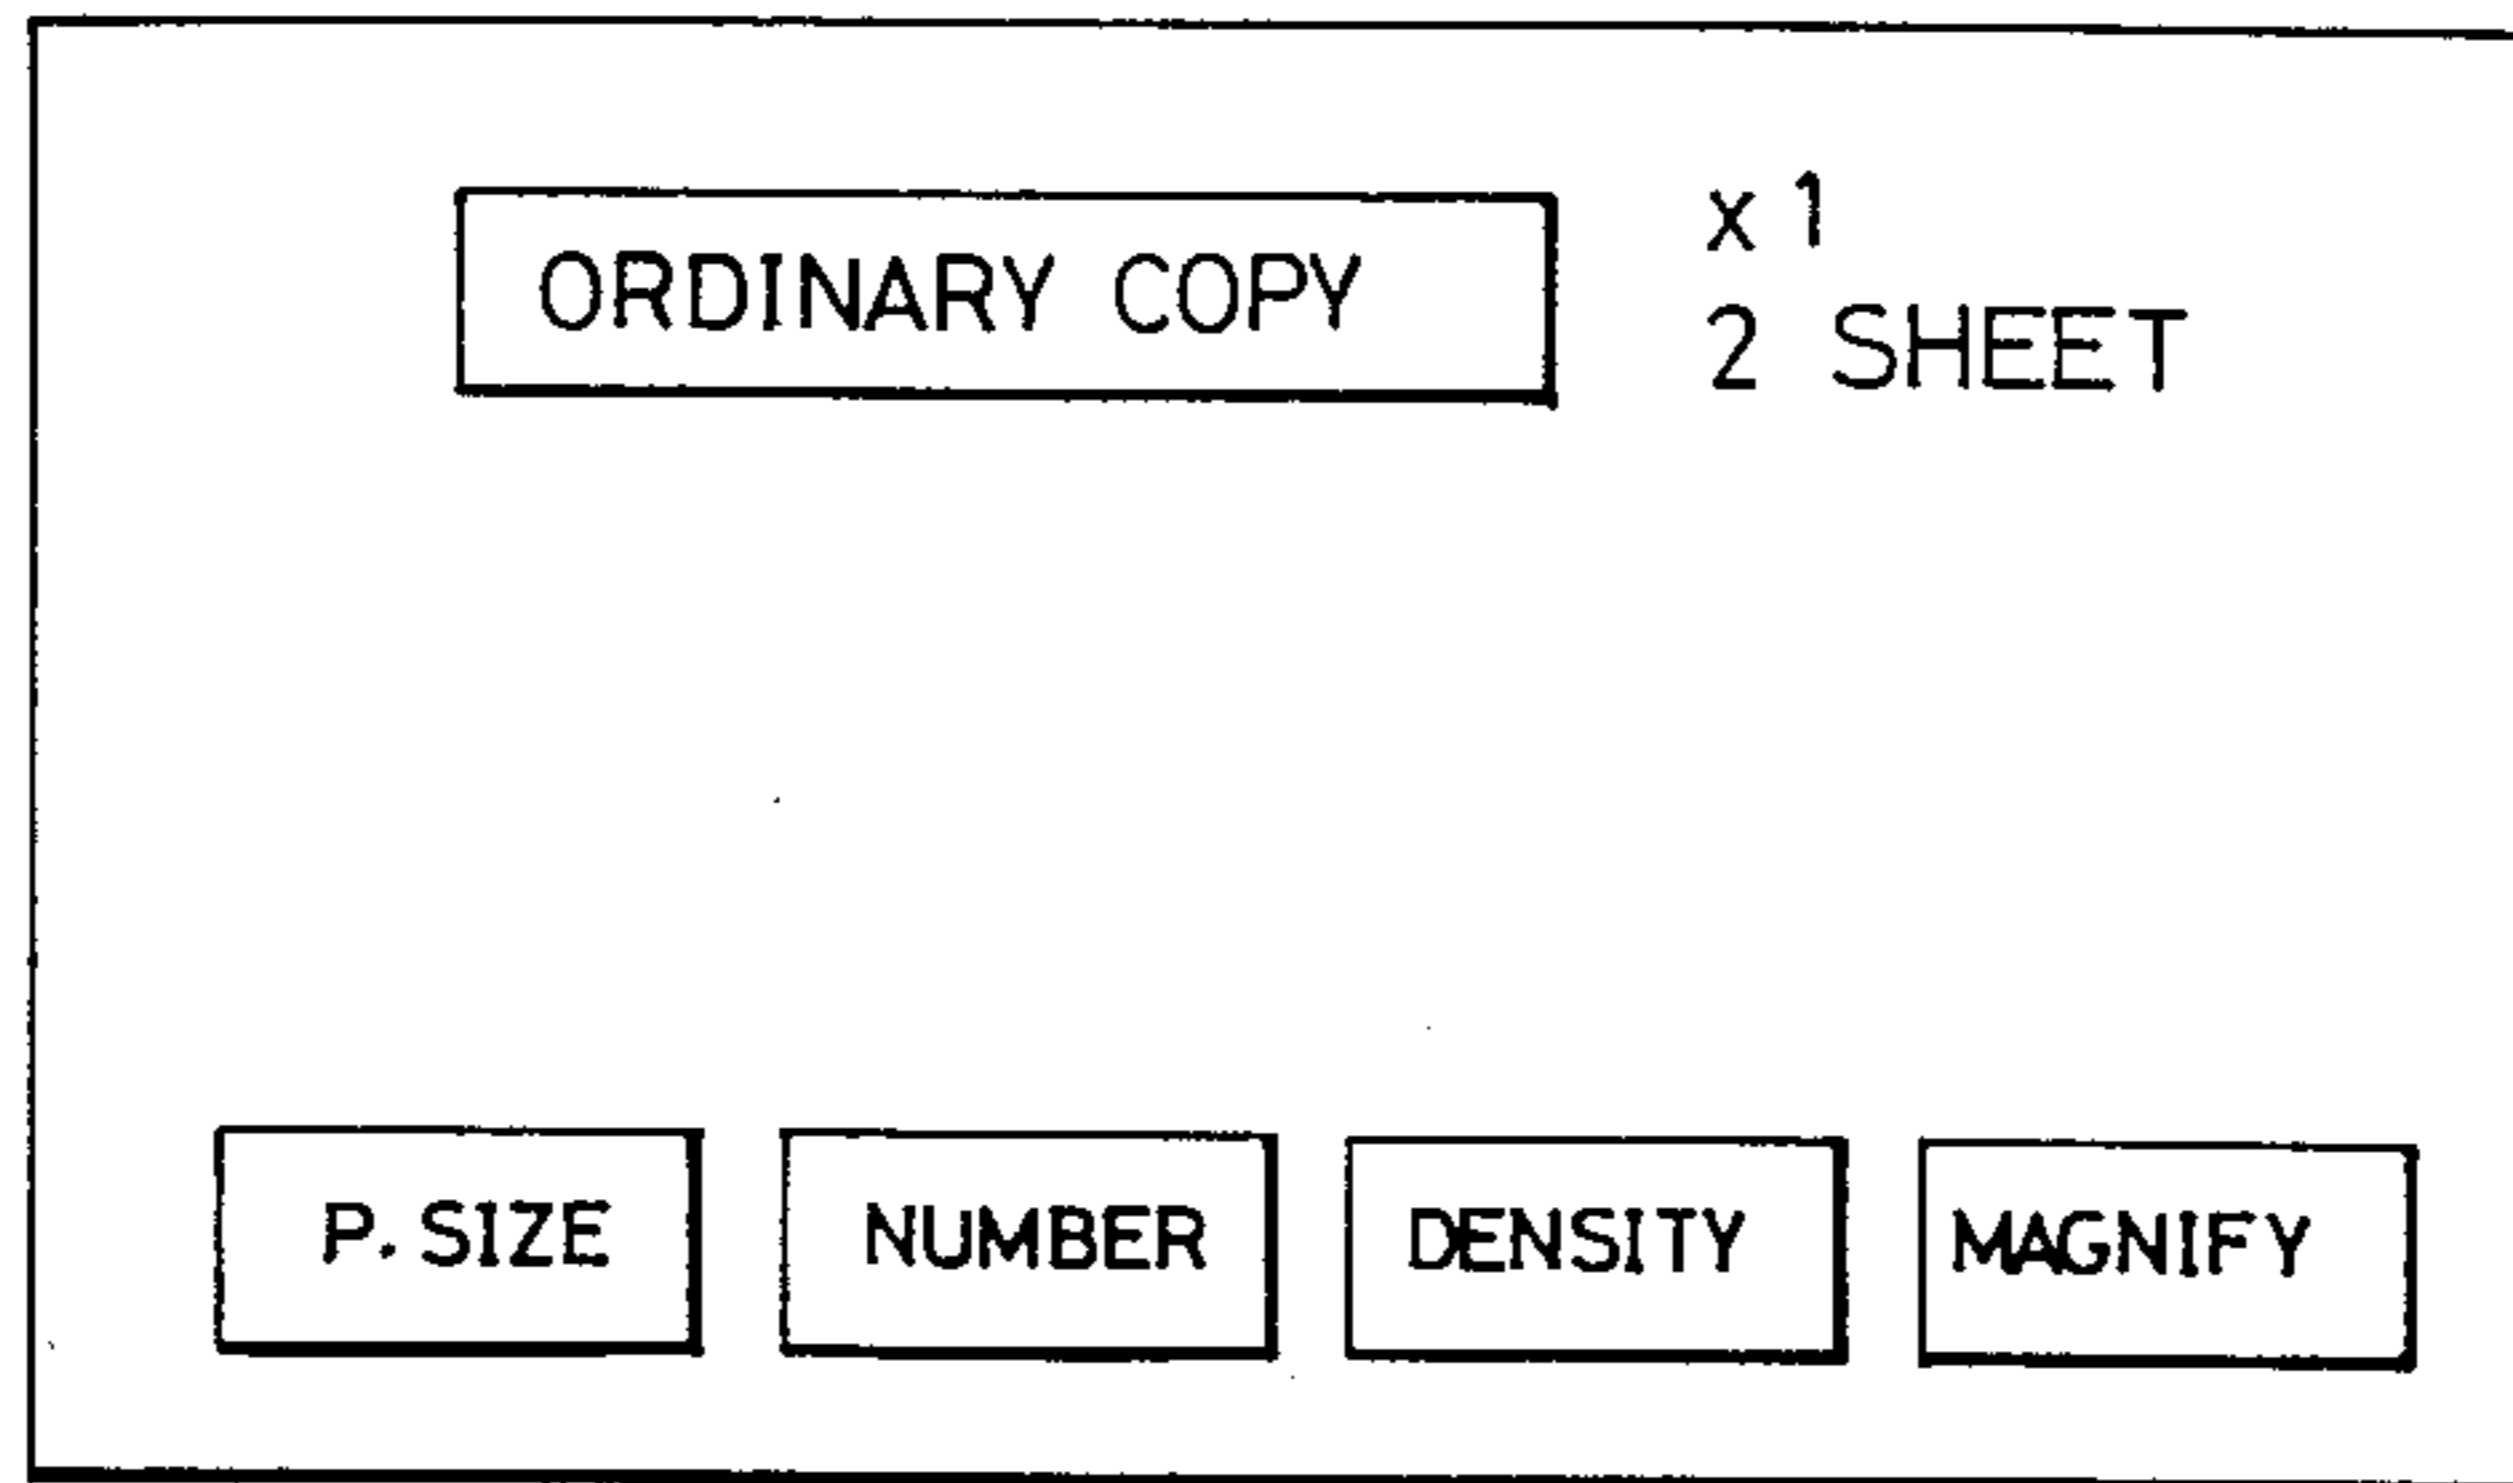 ORDINARY COPY
x 1
2 SHEET
P. SIZE
NUMBER
DENSITY
MAGNIFY